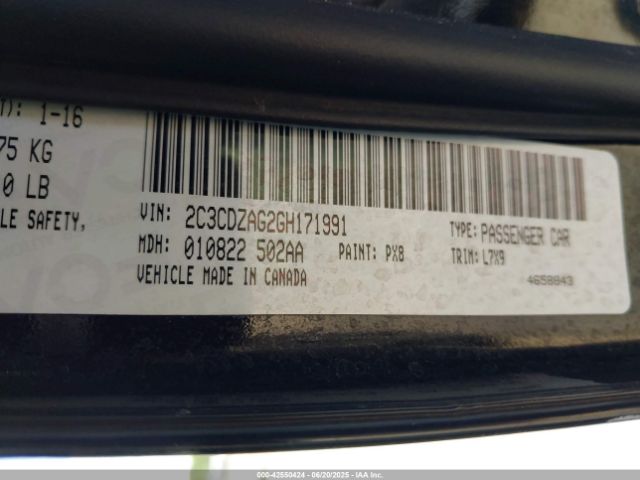 T): 1-16
75 KG
0 LB
LE SAFETY,
VIN: 2C3CDZAG2GH171991
TYPE: PASSENGER CAR
MDH: 010822 502AA
PAINT: PX8
TRIM: L7X9
VEHICLE MADE IN CANADA
4658843
000-42550424 - 06/20/2025 - IAA Inc.